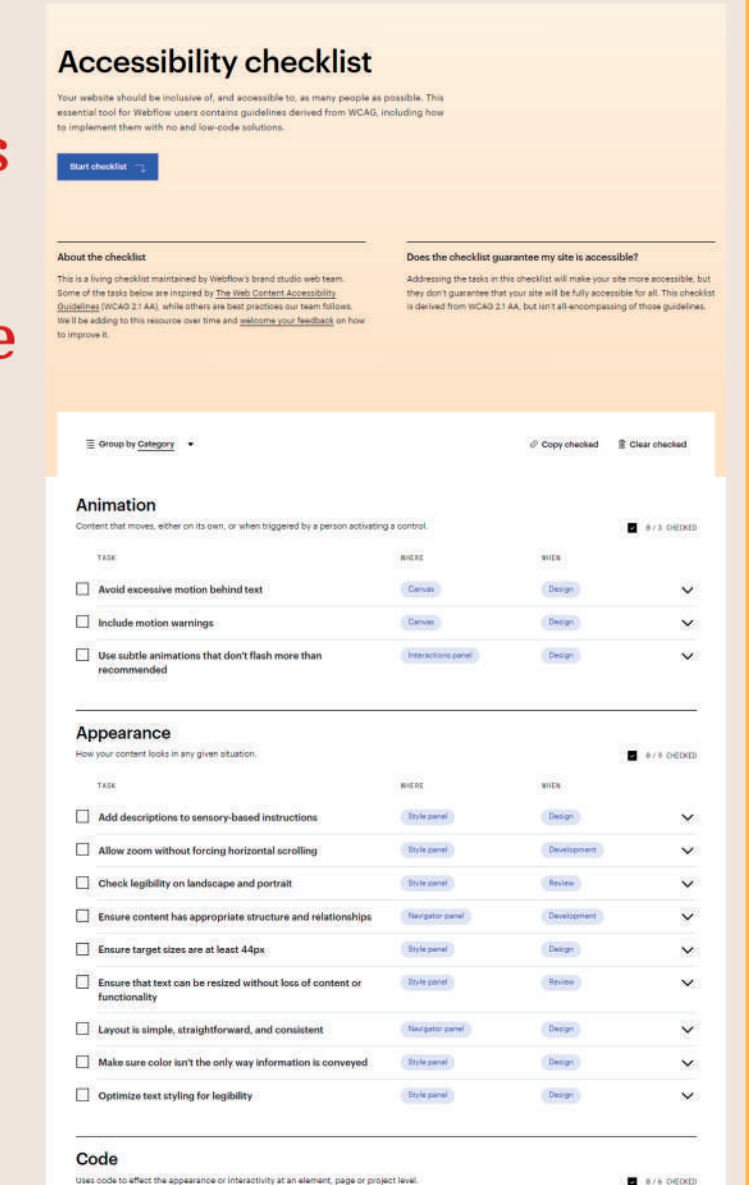 s
e
Accessibility checklist
Your website should be inclusive of, and accessible to, as many people as possible. This
essential tool for Webflow users contains guidelines derived from WCAG, including how
to implement them with no and low-code solutions.
Start checklist
About the checklist
This is a living checklist maintained by Webflow's brand studio web team.
Some of the tasks below are inspired by The Web Content Accessibility
Guidelines (WCAG 2.1 AA), while others are best practices our team follows.
We'll be adding to this resource over time and welcome your feedback on how
to improve it.
Does the checklist guarantee my site is accessible?
Addressing the tasks in this checklist will make your site more accessible, but
they don't guarantee that your site will be fully accessible for all. This checklist
is derived from WCAG 2.1 AA, but isn't all-encompassing of those guidelines.
Group by Category
Copy checked
Clear checked
Animation
Content that moves, either on its own, or when triggered by a person activating a control.
0 / 3 CHECKED
TASK WHERE WHEN
Avoid excessive motion behind text Canvas Design
Include motion warnings Canvas Design
Use subtle animations that don't flash more than Interactions panel Design
recommended
Appearance
How your content looks in any given situation.
0 / 9 CHECKED
TASK WHERE WHEN
Add descriptions to sensory-based instructions Style panel Design
Allow zoom without forcing horizontal scrolling Style panel Development
Check legibility on landscape and portrait Style panel Review
Ensure content has appropriate structure and relationships Navigator panel Development
Ensure target sizes are at least 44px Style panel Design
Ensure that text can be resized without loss of content or Style panel Review
functionality
Layout is simple, straightforward, and consistent Navigator panel Design
Make sure color isn't the only way information is conveyed Style panel Design
Optimize text styling for legibility Style panel Design
Code
Uses code to effect the appearance or interactivity at an element, page or project level.
0 / 6 CHECKED